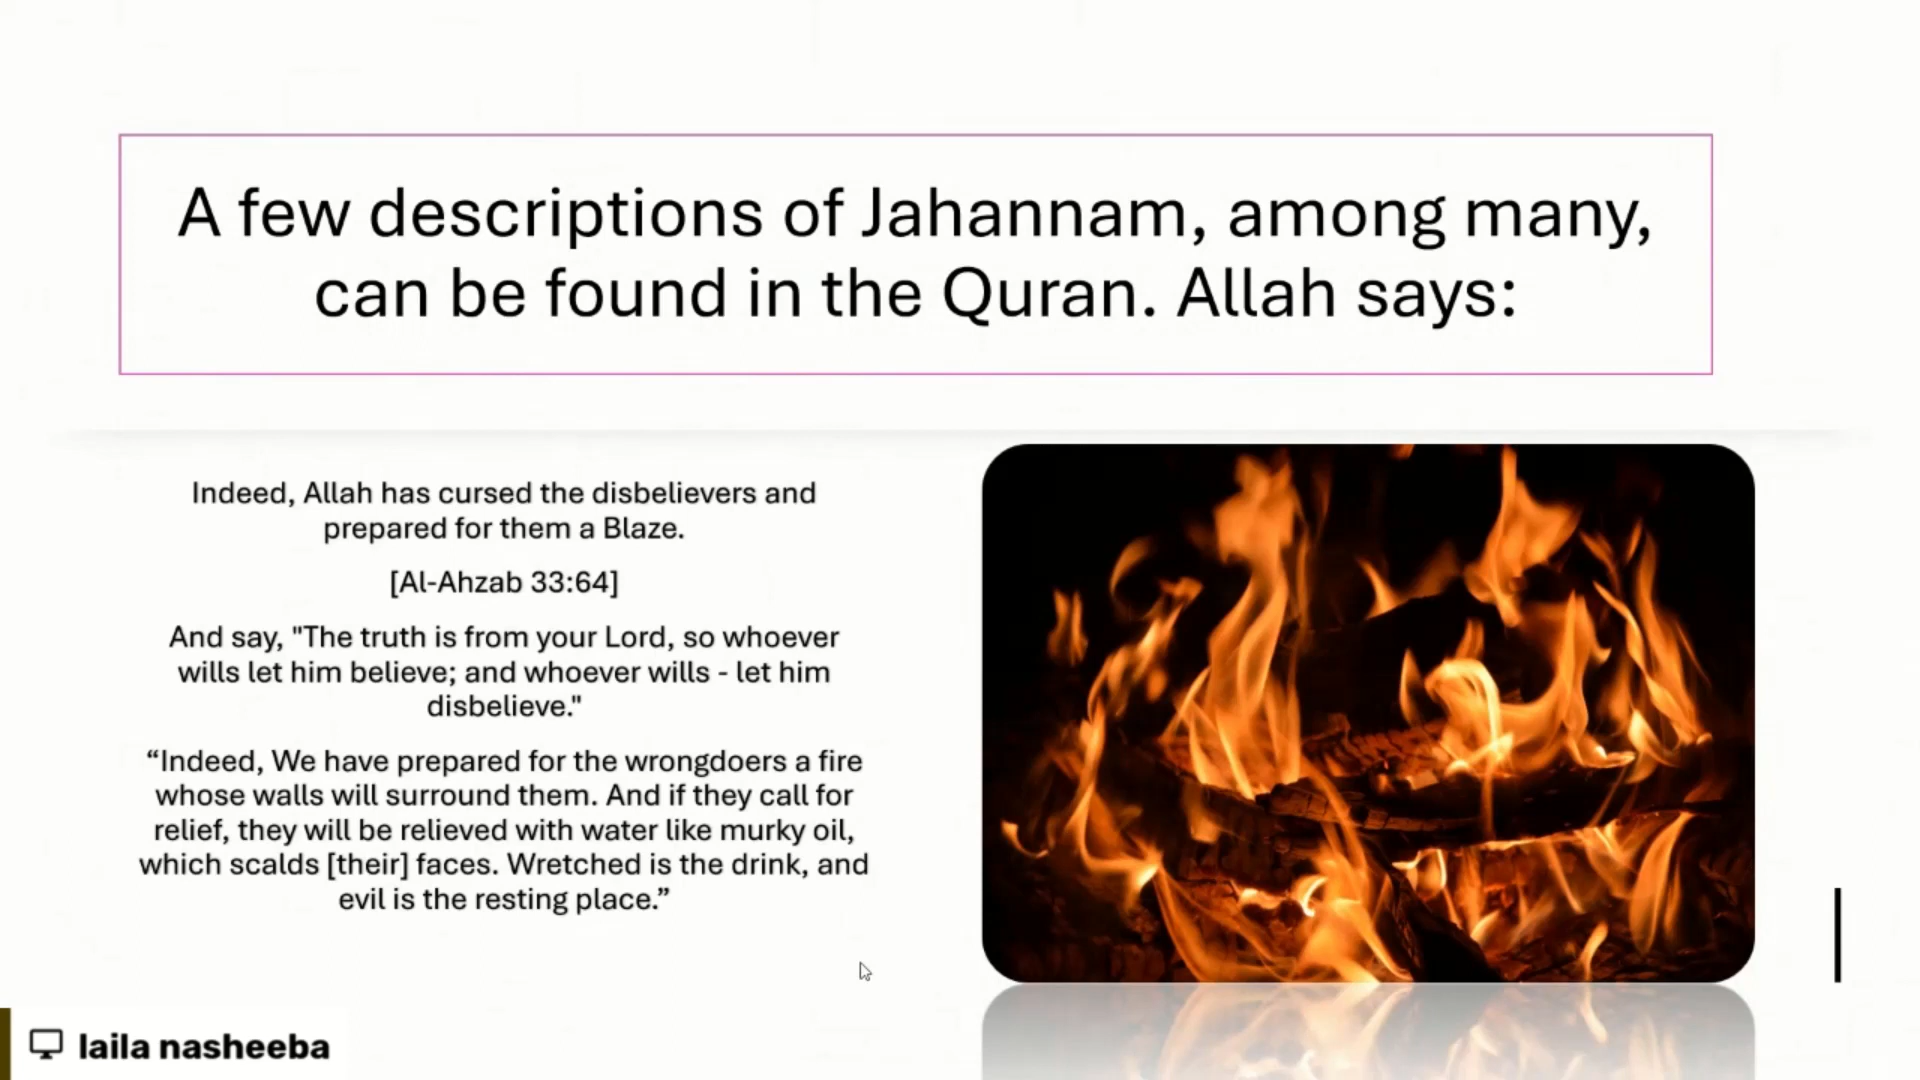 A few descriptions of Jahannam, among many,
can be found in the Quran. Allah says:
Indeed, Allah has cursed the disbelievers and
prepared for them a Blaze.
[Al-Ahzab 33:64]
And say, "The truth is from your Lord, so whoever
wills let him believe; and whoever wills - let him
disbelieve."
“Indeed, We have prepared for the wrongdoers a fire
whose walls will surround them. And if they call for
relief, they will be relieved with water like murky oil,
which scalds [their] faces. Wretched is the drink, and
evil is the resting place.”
laila nasheeba